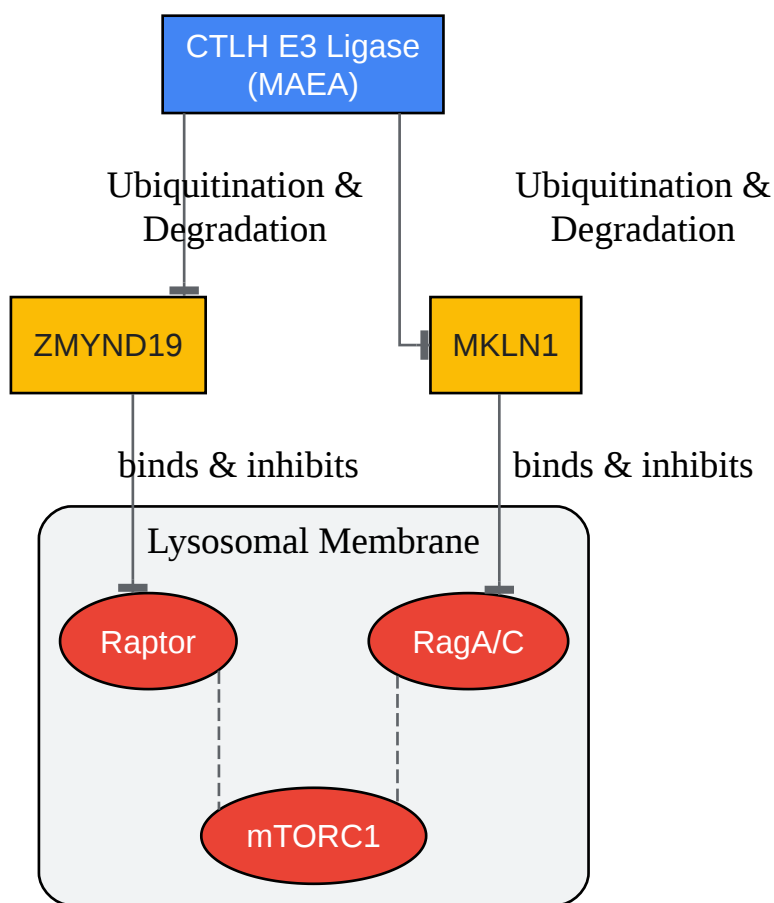 CTLH E3 Ligase
(MAEA)
Ubiquitination &
Degradation
Ubiquitination &
Degradation
ZMYND19
MKLN1
binds & inhibits
binds & inhibits
Lysosomal Membrane
Raptor
RagA/C
mTORC1